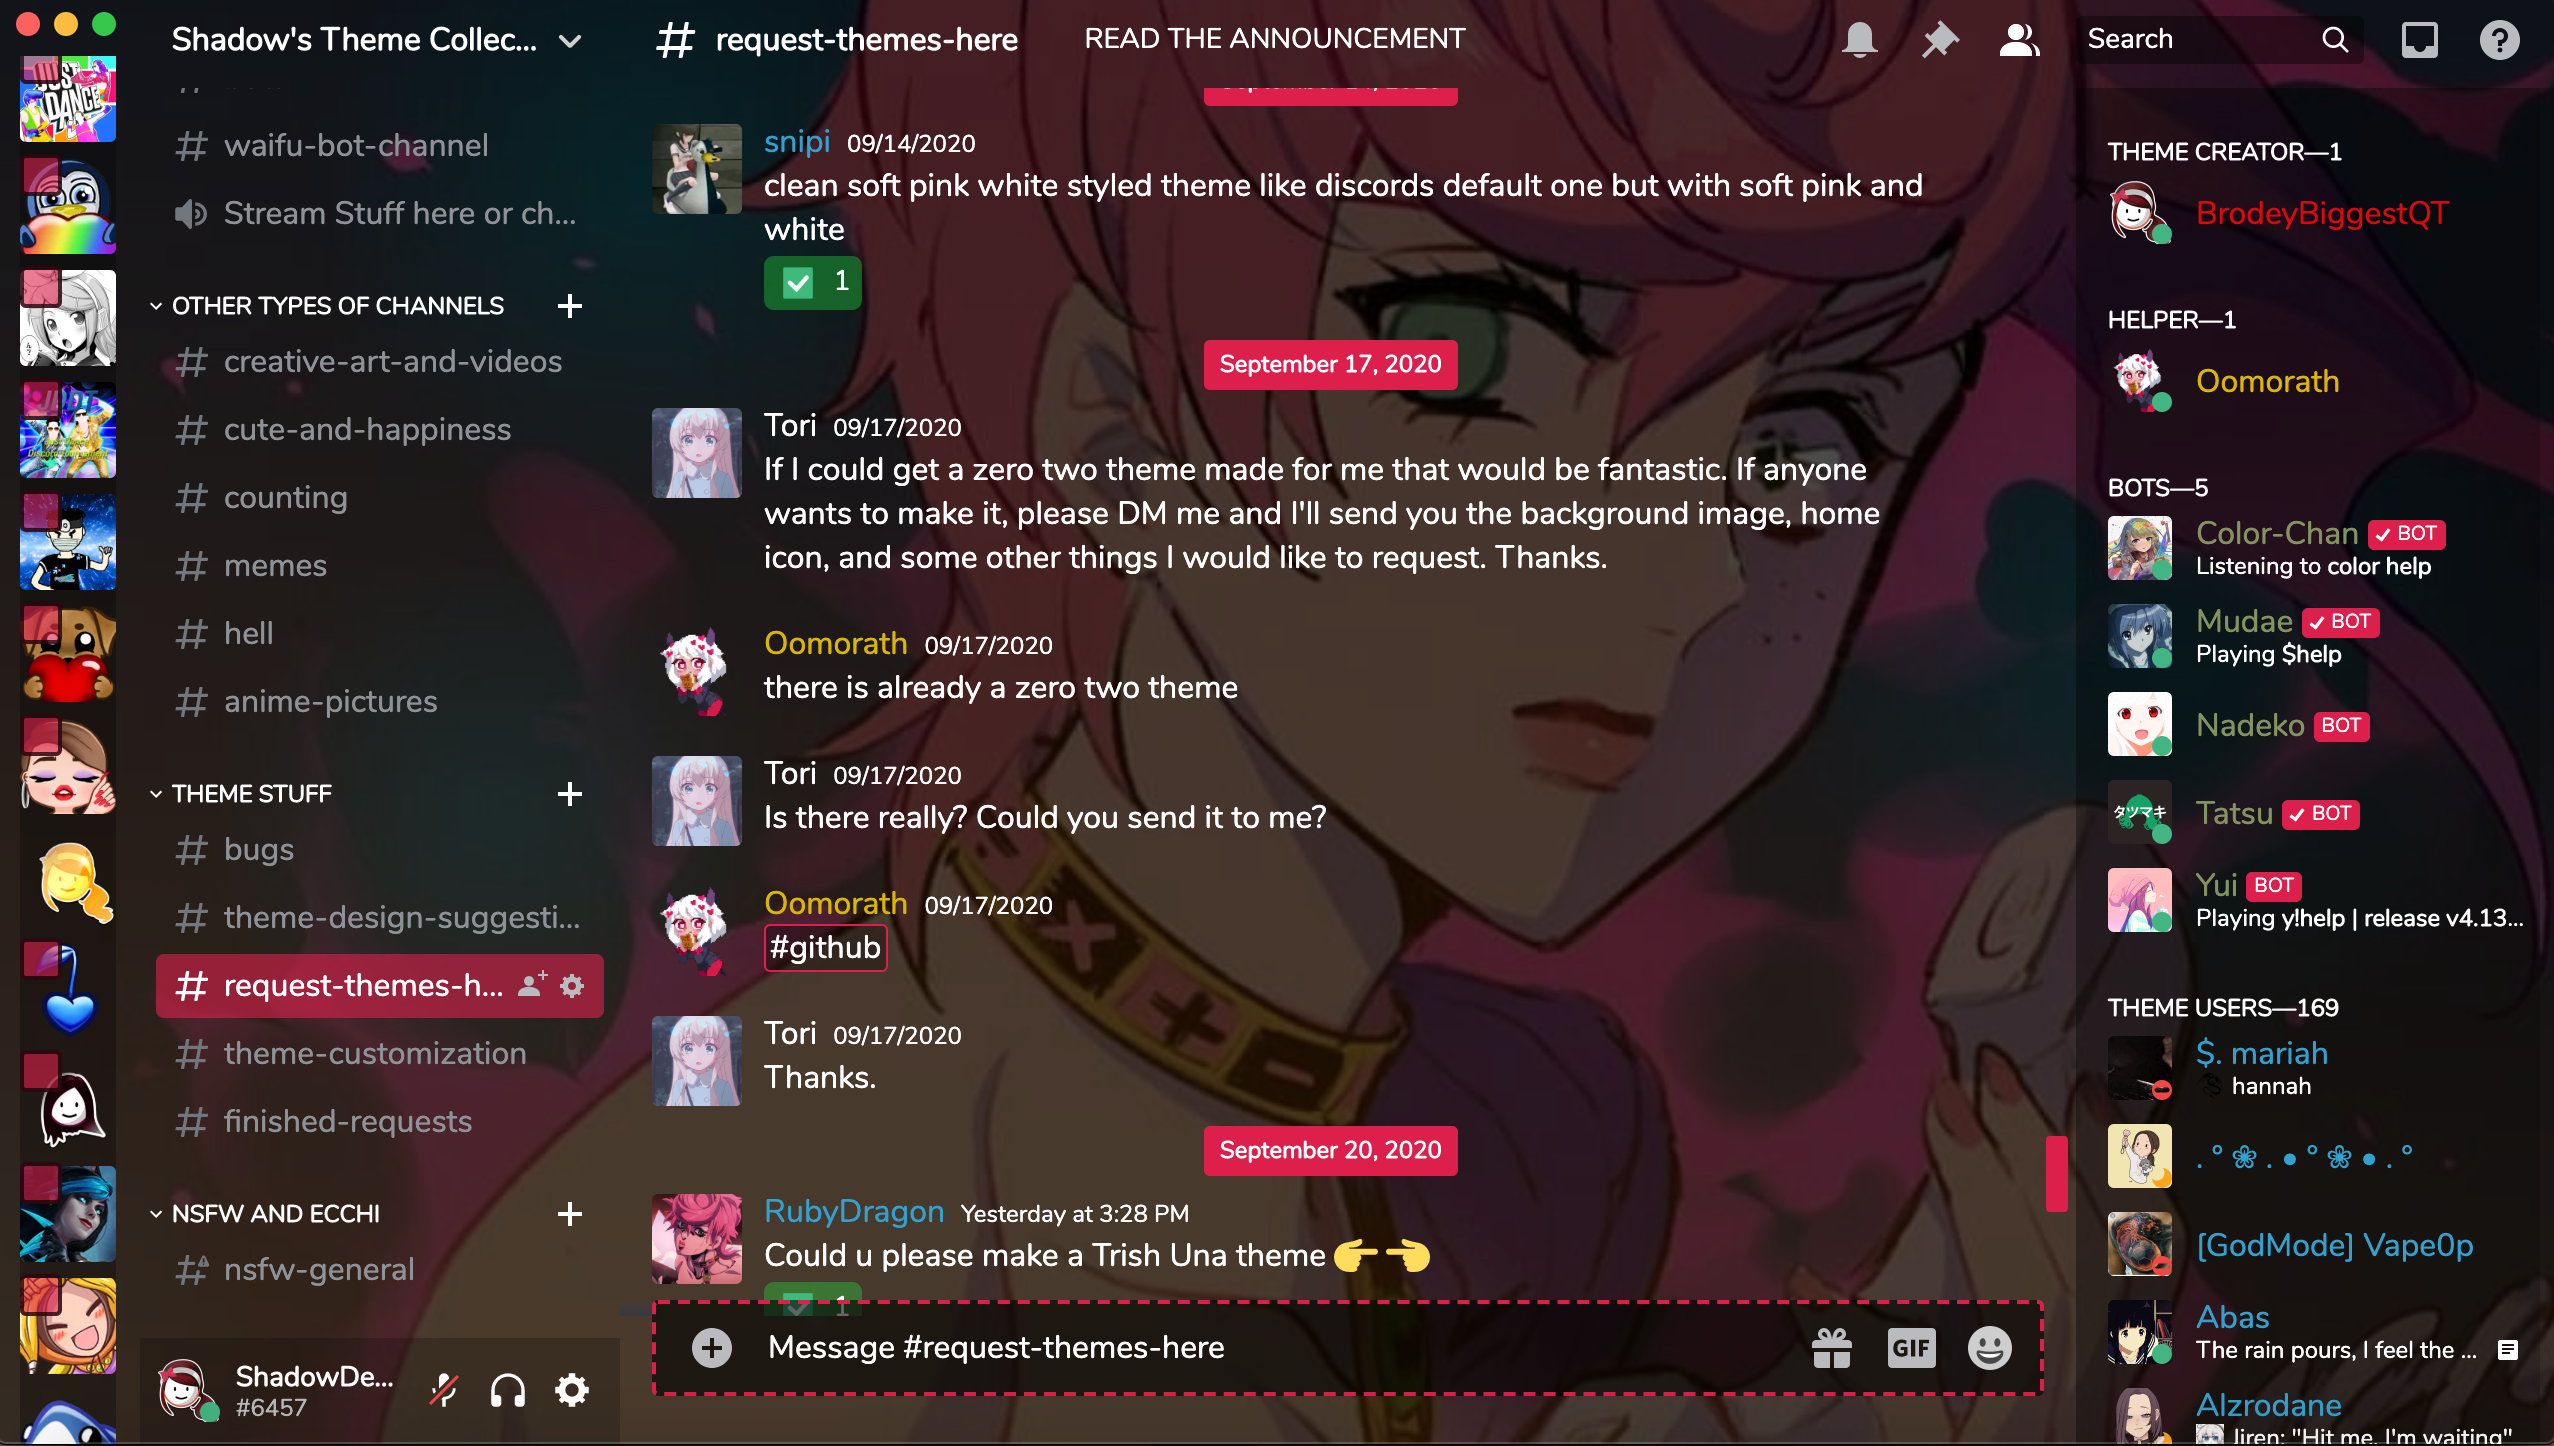 Shadow's Theme Collec...
waifu-bot-channel
Stream Stuff here or ch...
OTHER TYPES OF CHANNELS
creative-art-and-videos
cute-and-happiness
counting
memes
hell
anime-pictures
THEME STUFF
bugs
theme-design-suggesti...
request-themes-h...
theme-customization
finished-requests
NSFW AND ECCHI
nsfw-general
ShadowDe...
#6457
request-themes-here
READ THE ANNOUNCEMENT
Search
snipi 09/14/2020
clean soft pink white styled theme like discords default one but with soft pink and
white
1
September 17, 2020
Tori 09/17/2020
If I could get a zero two theme made for me that would be fantastic. If anyone
wants to make it, please DM me and I'll send you the background image, home
icon, and some other things I would like to request. Thanks.
Oomorath 09/17/2020
there is already a zero two theme
Tori 09/17/2020
Is there really? Could you send it to me?
Oomorath 09/17/2020
#github
Tori 09/17/2020
Thanks.
September 20, 2020
RubyDragon Yesterday at 3:28 PM
Could u please make a Trish Una theme 👉👈
1
Message #request-themes-here
GIF
THEME CREATOR—1
BrodeyBiggestQT
HELPER—1
Oomorath
BOTS—5
Color-Chan BOT
Listening to color help
Mudae BOT
Playing $help
Nadeko BOT
タツマキ
Tatsu BOT
Yui BOT
Playing y!help | release v4.13...
THEME USERS—169
$. mariah
hannah
. ° ❀ . ● ° ❀ ● . °
[GodMode] Vape0p
Abas
The rain pours, I feel the ...
Alzrodane
Jiren: "Hit me, I'm waiting"